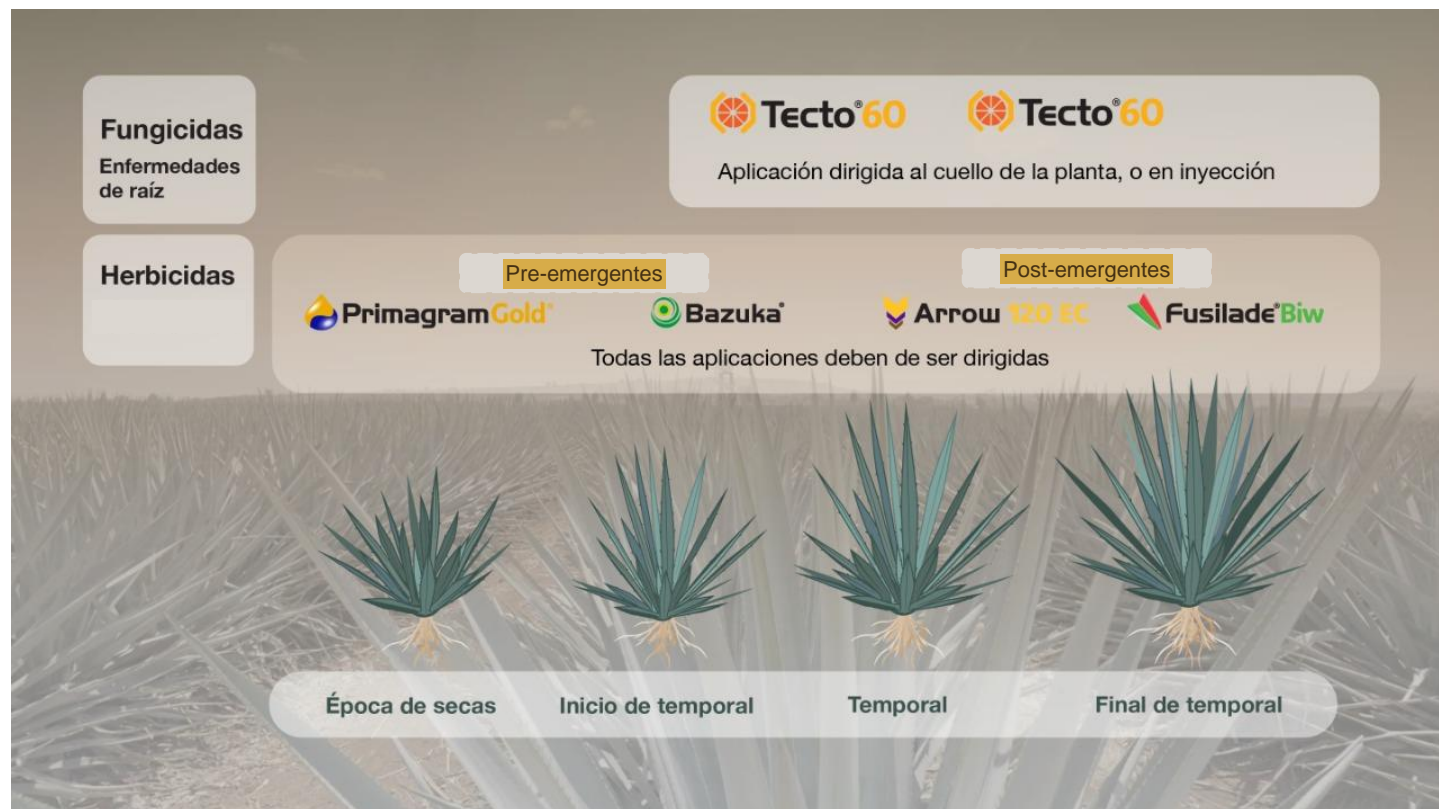 Fungicidas
Enfermedades
de raíz
Tecto®60 Tecto®60
Aplicación dirigida al cuello de la planta, o en inyección
Herbicidas
Pre-emergentes Post-emergentes
PrimagramGold® Bazuka® Arrow 120 EC Fusilade®Biw
Todas las aplicaciones deben de ser dirigidas
Época de secas Inicio de temporal Temporal Final de temporal